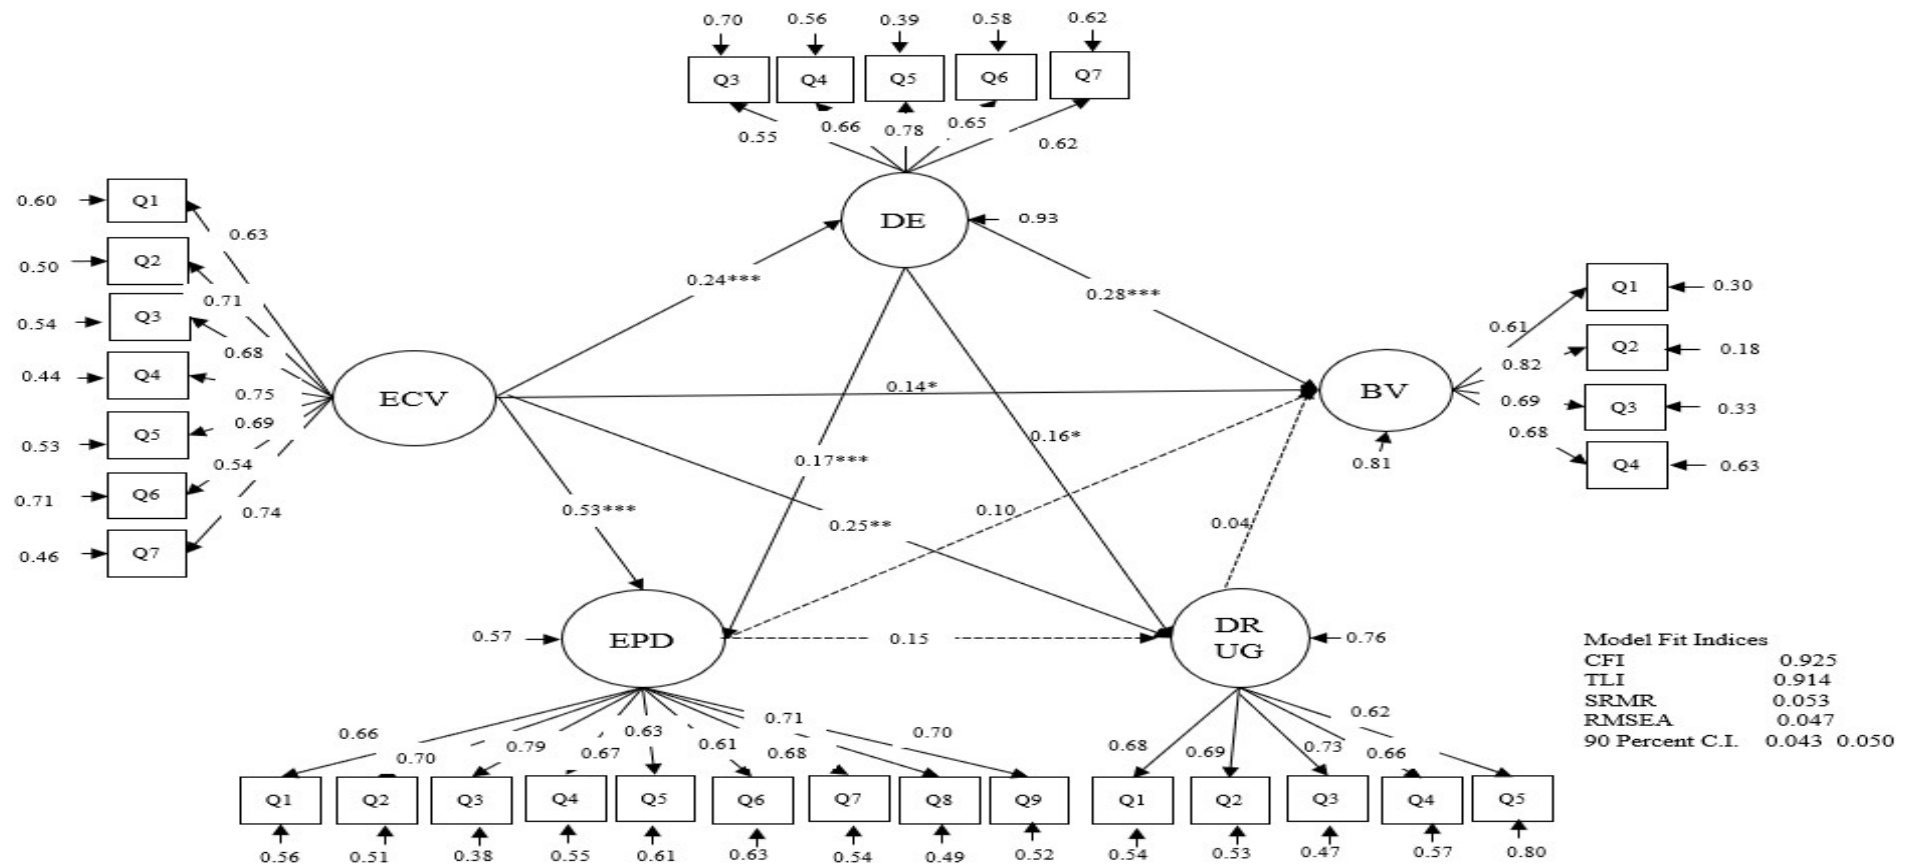 0.70 0.56 0.39 0.58 0.62
Q3 Q4 Q5 Q6 Q7
0.55 0.66 0.78 0.65 0.62
0.60 Q1
0.63
DE 0.93
0.50 Q2
0.71
0.54 Q3
0.68
0.44 Q4
0.75
0.53 Q5
0.69
0.71 Q6
0.54
0.46 Q7
0.74
ECV
0.24***
0.28***
0.14*
0.17***
0.16*
0.53***
0.25**
0.10
0.04
BV
0.81
0.61 Q1 0.30
0.82 Q2 0.18
0.69 Q3 0.33
0.68 Q4 0.63
0.57 EPD
0.15
DR
UG
0.76
0.66 0.70 0.79 0.67 0.63 0.61 0.68 0.71 0.70
Q1 Q2 Q3 Q4 Q5 Q6 Q7 Q8 Q9
0.56 0.51 0.38 0.55 0.61 0.63 0.54 0.49 0.52
0.68 0.69 0.73 0.66 0.62
Q1 Q2 Q3 Q4 Q5
0.54 0.53 0.47 0.57 0.80
Model Fit Indices
CFI 0.925
TLI 0.914
SRMR 0.053
RMSEA 0.047
90 Percent C.I. 0.043 0.050